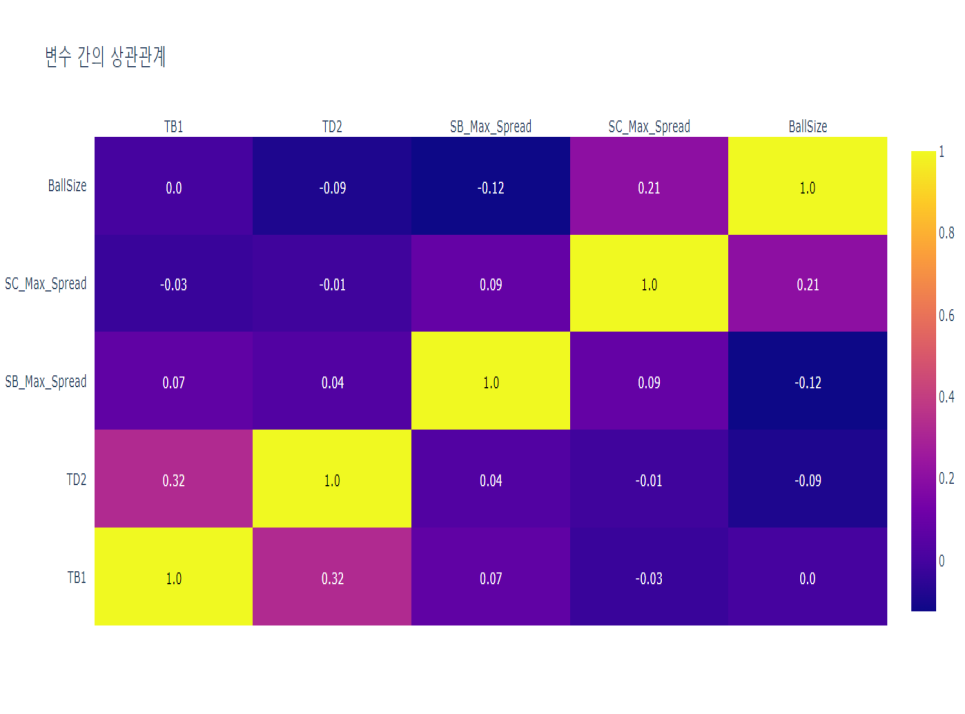 변수 간의 상관관계
TB1 TD2 SB_Max_Spread SC_Max_Spread BallSize
BallSize 0.0 -0.09 -0.12 0.21 1.0
SC_Max_Spread -0.03 -0.01 0.09 1.0 0.21
SB_Max_Spread 0.07 0.04 1.0 0.09 -0.12
TD2 0.32 1.0 0.04 -0.01 -0.09
TB1 1.0 0.32 0.07 -0.03 0.0
1
0.8
0.6
0.4
0.2
0